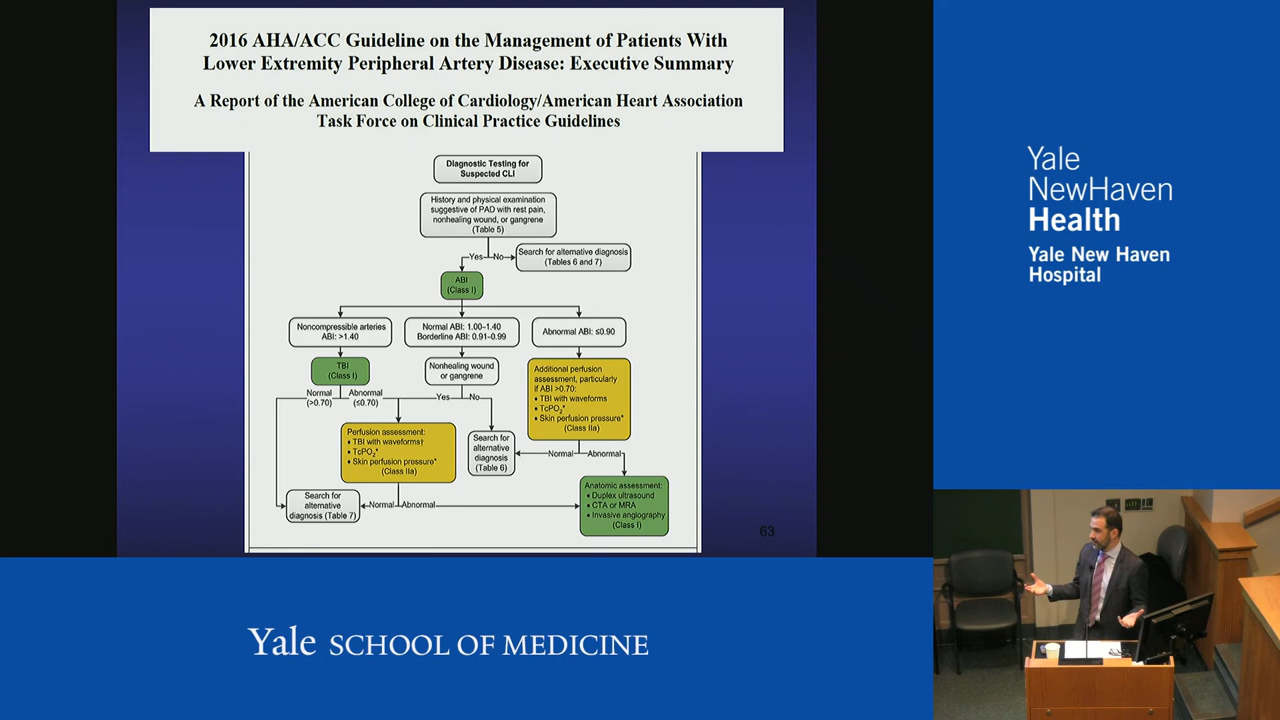 2016 AHA/ACC Guideline on the Management of Patients With
Lower Extremity Peripheral Artery Disease: Executive Summary
A Report of the American College of Cardiology/American Heart Association
Task Force on Clinical Practice Guidelines
Diagnostic Testing for
Suspected CLI
History and physical examination
suggestive of PAD with rest pain,
nonhealing wound, or gangrene
(Table 5)
Yes
No
Search for alternative diagnosis
(Tables 6 and 7)
ABI
(Class I)
Noncompressible arteries
ABI: >1.40
Normal ABI: 1.00–1.40
Borderline ABI: 0.91–0.99
Abnormal ABI: ≤0.90
TBI
(Class I)
Nonhealing wound
or gangrene
Additional perfusion
assessment, particularly
if ABI >0.70:
• TBI with waveforms
• TcPO2*
• Skin perfusion pressure*
(Class IIa)
Normal
(>0.70)
Abnormal
(≤0.70)
Yes
No
Perfusion assessment:
• TBI with waveforms†
• TcPO2*
• Skin perfusion pressure*
(Class IIa)
Search for
alternative
diagnosis
(Table 6)
Normal
Abnormal
Search for
alternative
diagnosis (Table 7)
Normal
Abnormal
Anatomic assessment:
• Duplex ultrasound
• CTA or MRA
• Invasive angiography
(Class I)
63
Yale
NewHaven
Health
Yale New Haven
Hospital
Yale SCHOOL OF MEDICINE